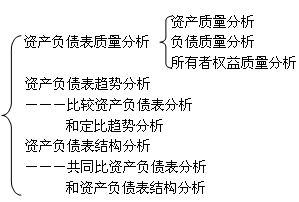 资产质量分析
资产负债表质量分析
负债质量分析
所有者权益质量分析
资产负债表趋势分析
———比较资产负债表分析
和定比趋势分析
资产负债表结构分析
———共同比资产负债表分析
和资产负债表结构分析